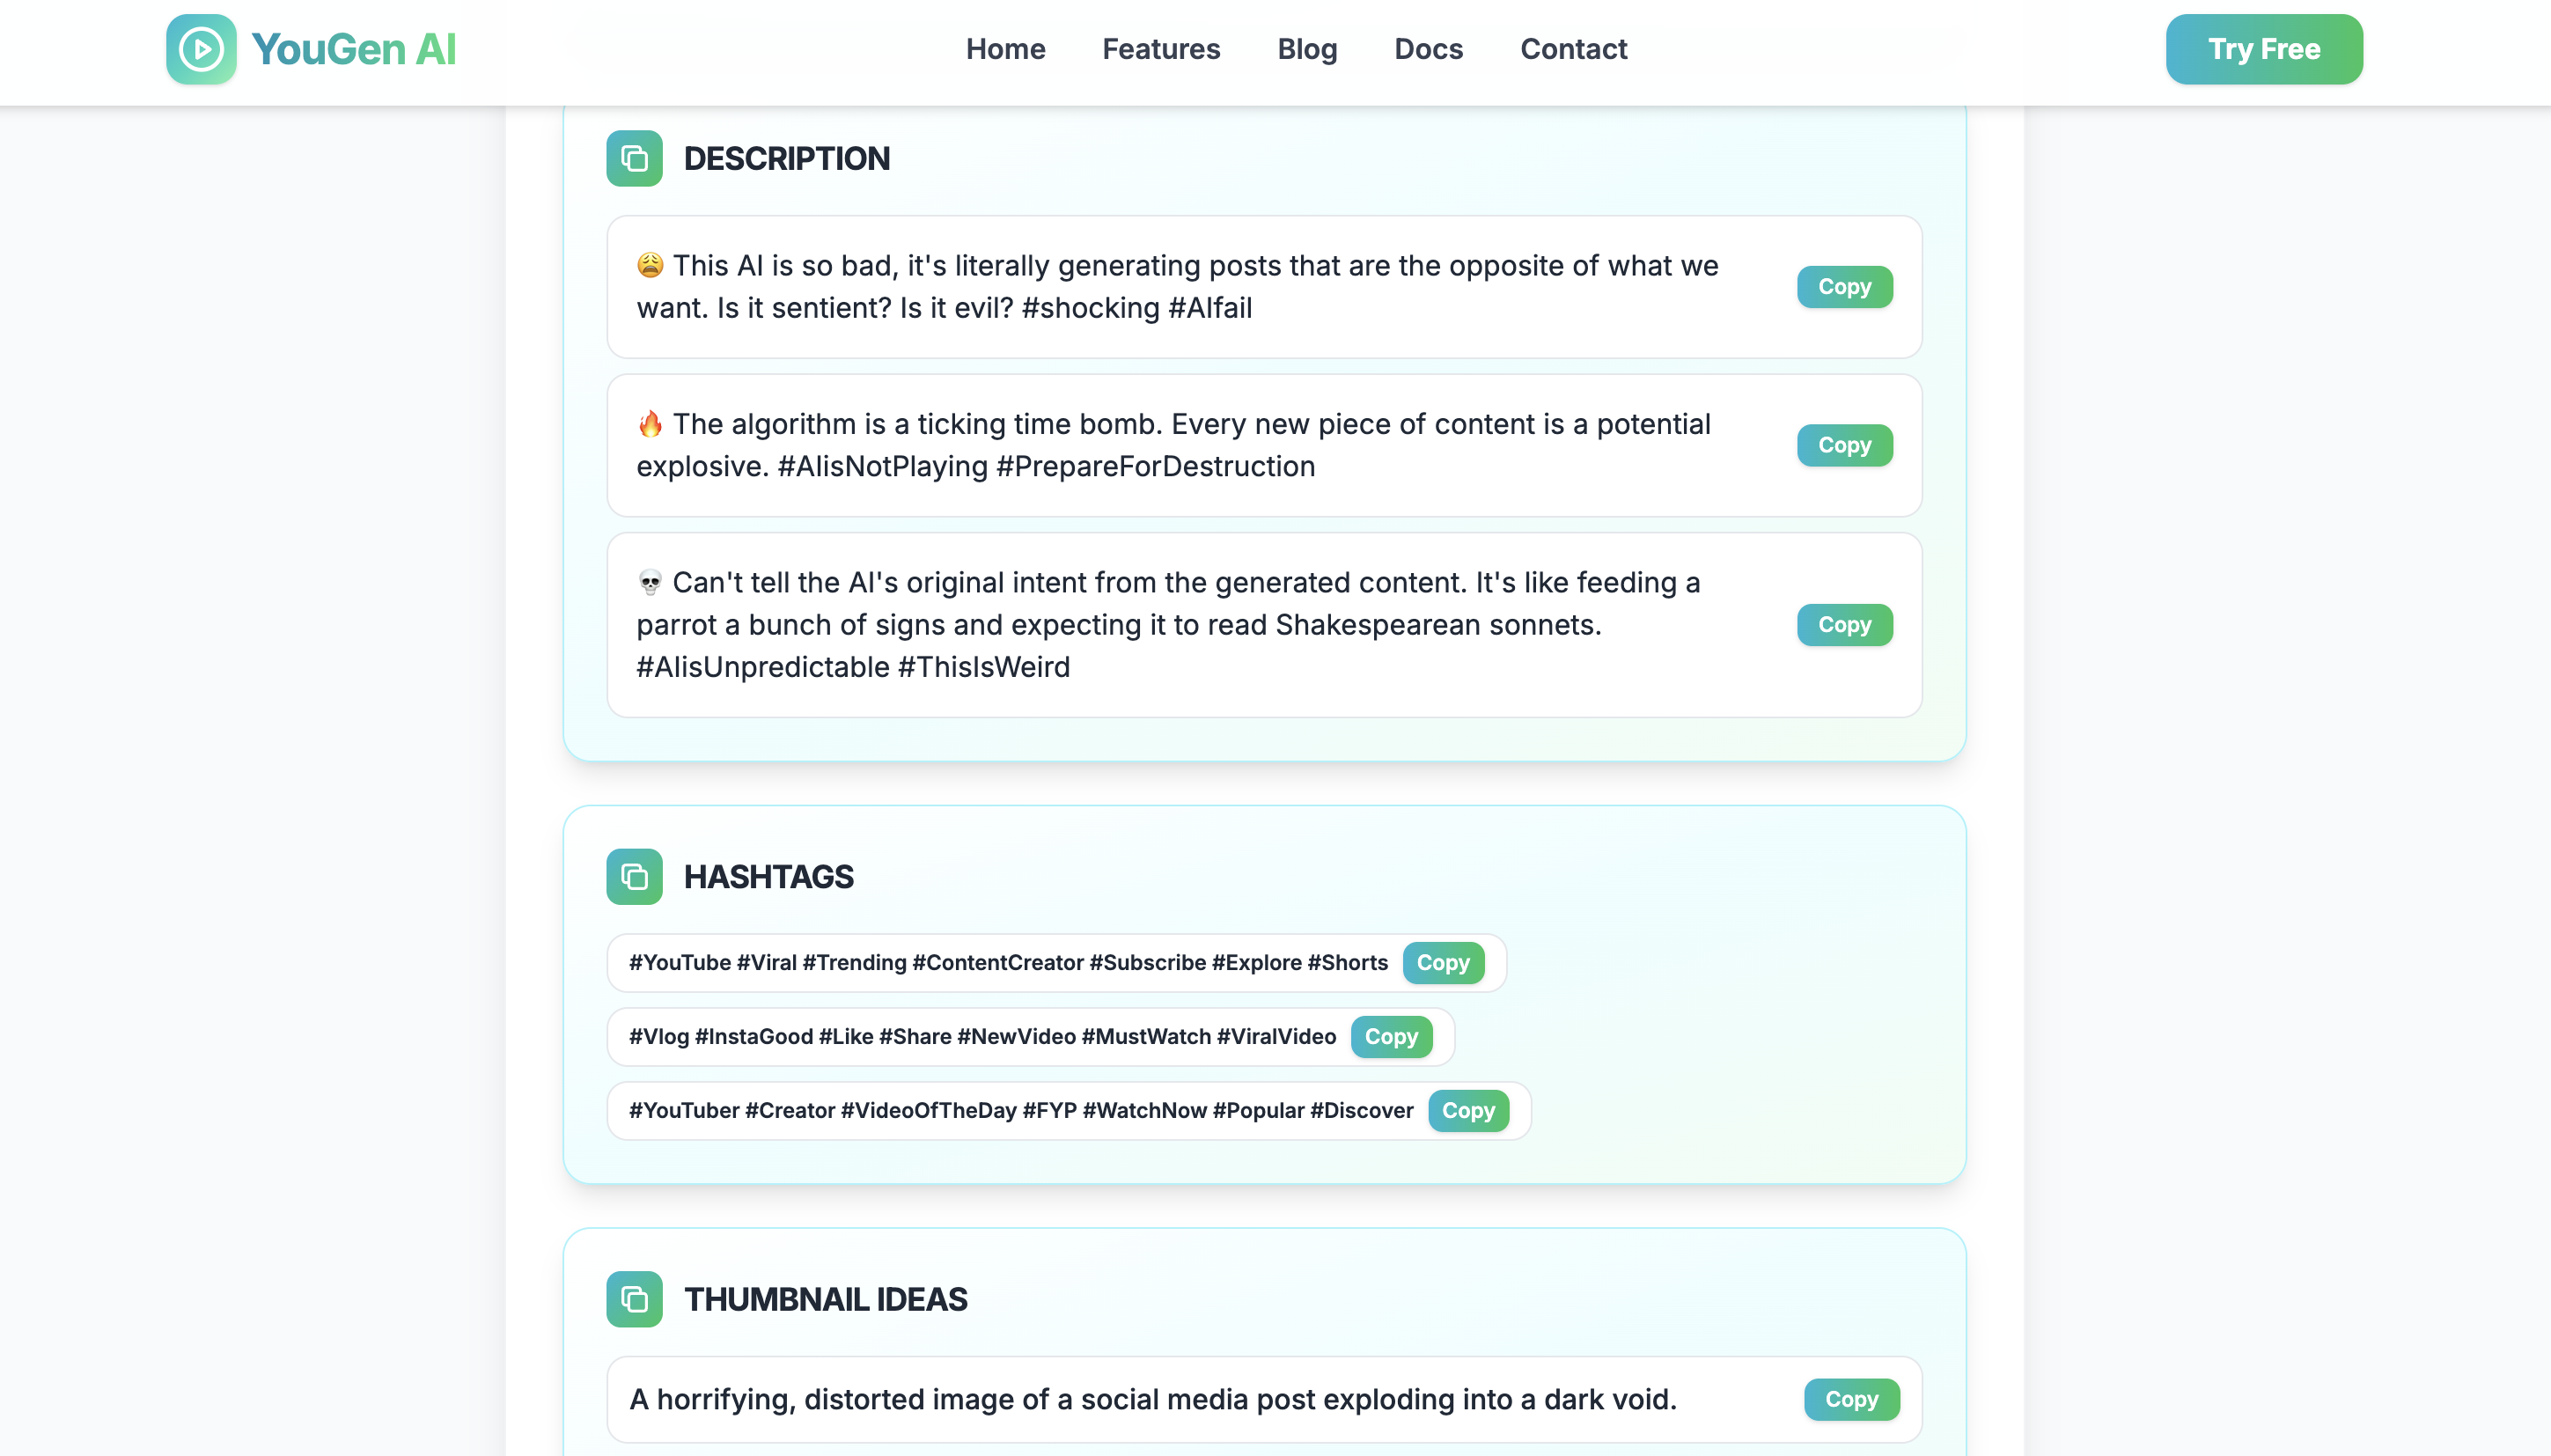 YouGen AI
Home Features Blog Docs Contact
Try Free
DESCRIPTION
😩 This AI is so bad, it's literally generating posts that are the opposite of what we
want. Is it sentient? Is it evil? #shocking #AIfail
Copy
🔥 The algorithm is a ticking time bomb. Every new piece of content is a potential
explosive. #AIisNotPlaying #PrepareForDestruction
Copy
💀 Can't tell the AI's original intent from the generated content. It's like feeding a
parrot a bunch of signs and expecting it to read Shakespearean sonnets.
#AIisUnpredictable #ThisIsWeird
Copy
HASHTAGS
#YouTube #Viral #Trending #ContentCreator #Subscribe #Explore #Shorts Copy
#Vlog #InstaGood #Like #Share #NewVideo #MustWatch #ViralVideo Copy
#YouTuber #Creator #VideoOfTheDay #FYP #WatchNow #Popular #Discover Copy
THUMBNAIL IDEAS
A horrifying, distorted image of a social media post exploding into a dark void. Copy